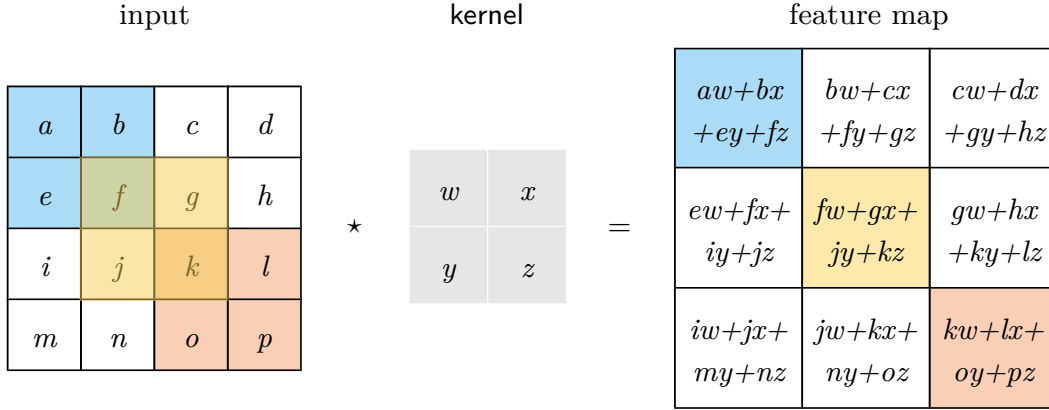 input kernel feature map
a b c d
e f g h
i j k l
m n o p
⋆
w x
y z
=
aw+bx bw+cx cw+dx
+ey+fz +fy+gz +gy+hz
ew+fx+ fw+gx+ gw+hx
iy+jz jy+kz +ky+lz
iw+jx+ jw+kx+ kw+lx+
my+nz ny+oz oy+pz